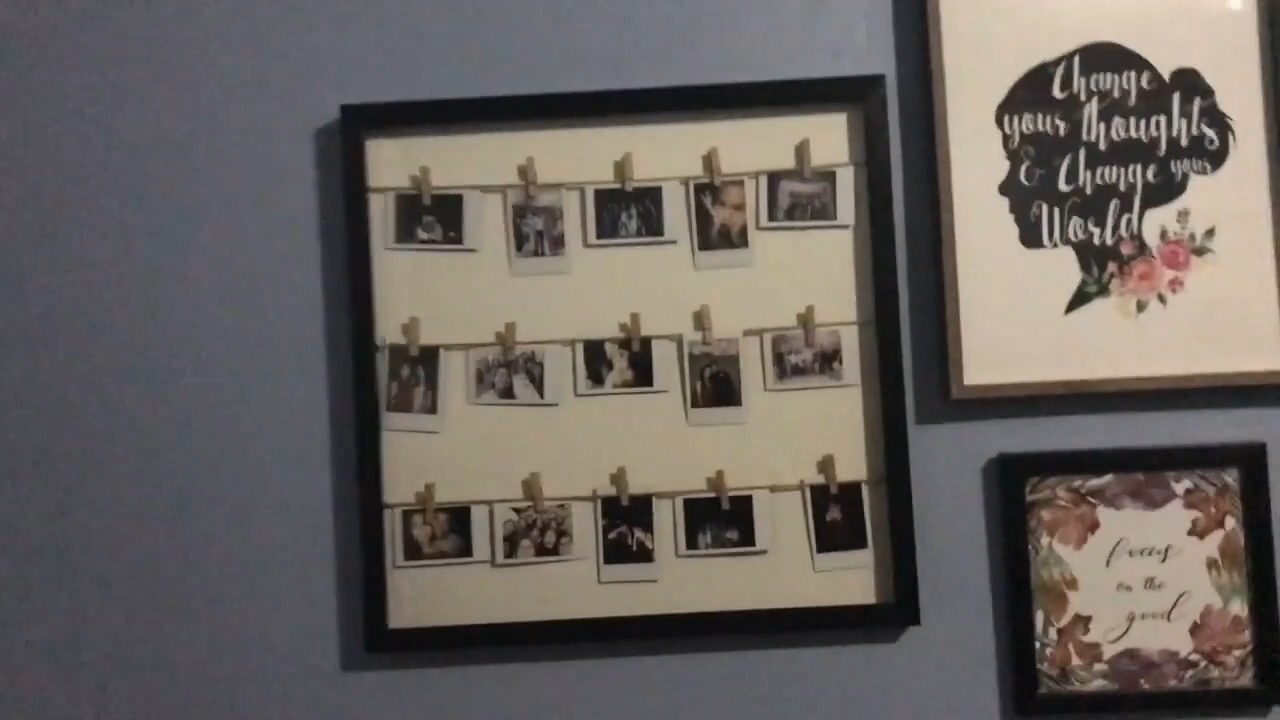 Change
your thoughts
& Change your
World
focus
on the
good